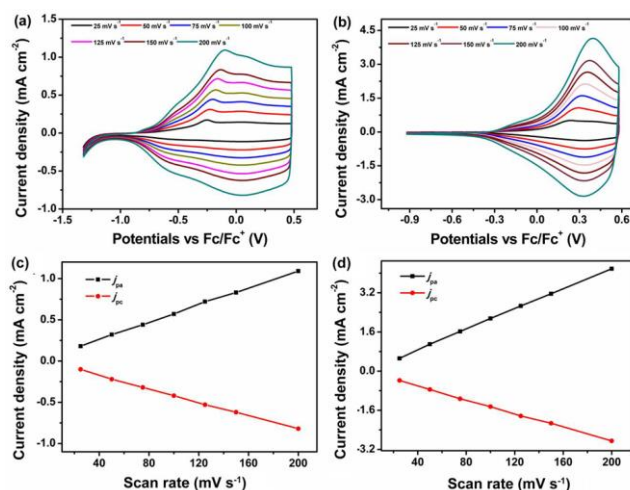 (a)
25 mV s⁻¹ 50 mV s⁻¹ 75 mV s⁻¹ 100 mV s⁻¹
125 mV s⁻¹ 150 mV s⁻¹ 200 mV s⁻¹
Current density (mA cm⁻²)
1.0
0.5
0.0
-0.5
-1.0
-1.5 -1.0 -0.5 0.0 0.5
Potentials vs Fc/Fc⁺ (V)
(b)
25 mV s⁻¹ 50 mV s⁻¹ 75 mV s⁻¹ 100 mV s⁻¹
125 mV s⁻¹ 150 mV s⁻¹ 200 mV s⁻¹
Current density (mA cm⁻²)
4.5
3.0
1.5
0.0
-1.5
-3.0
-0.9 -0.6 -0.3 0.0 0.3 0.6
Potentials vs Fc/Fc⁺ (V)
(c)
jpa
jpc
Current density (mA cm⁻²)
1.0
0.5
0.0
-0.5
-1.0
40 80 120 160 200
Scan rate (mV s⁻¹)
(d)
jpa
jpc
Current density (mA cm⁻²)
3.2
1.6
0.0
-1.6
-3.2
40 80 120 160 200
Scan rate (mV s⁻¹)